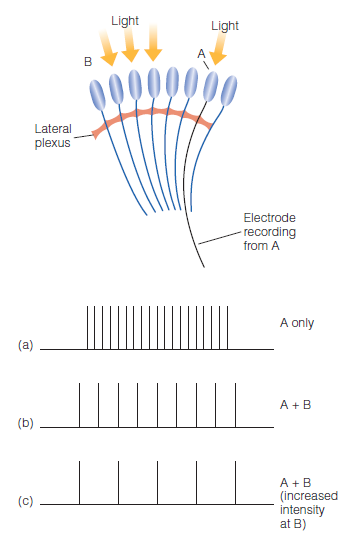 Light
Light
A
B
Lateral
plexus
Electrode
recording
from A
A only
(a)
A + B
(b)
A + B
(increased
intensity
at B)
(c)